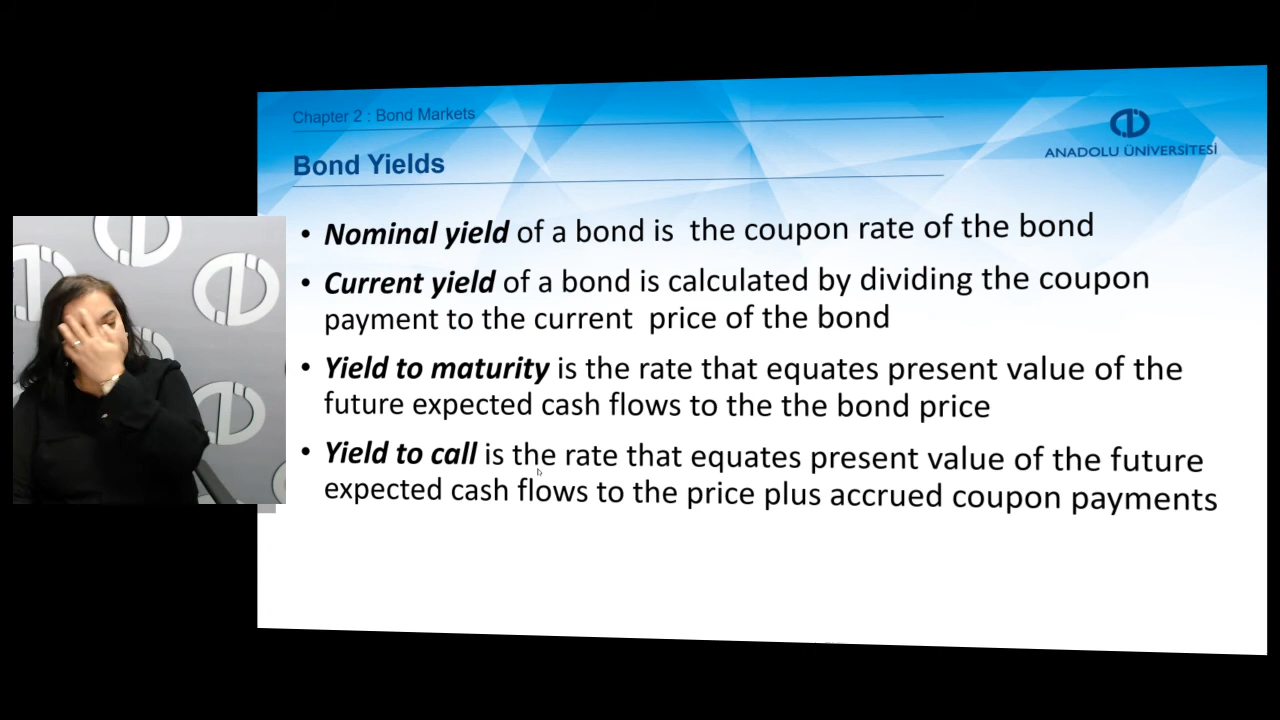 Chapter 2 : Bond Markets
ANADOLU ÜNİVERSİTESİ
Bond Yields
• Nominal yield of a bond is the coupon rate of the bond
• Current yield of a bond is calculated by dividing the coupon
payment to the current price of the bond
• Yield to maturity is the rate that equates present value of the
future expected cash flows to the the bond price
• Yield to call is the rate that equates present value of the future
expected cash flows to the price plus accrued coupon payments